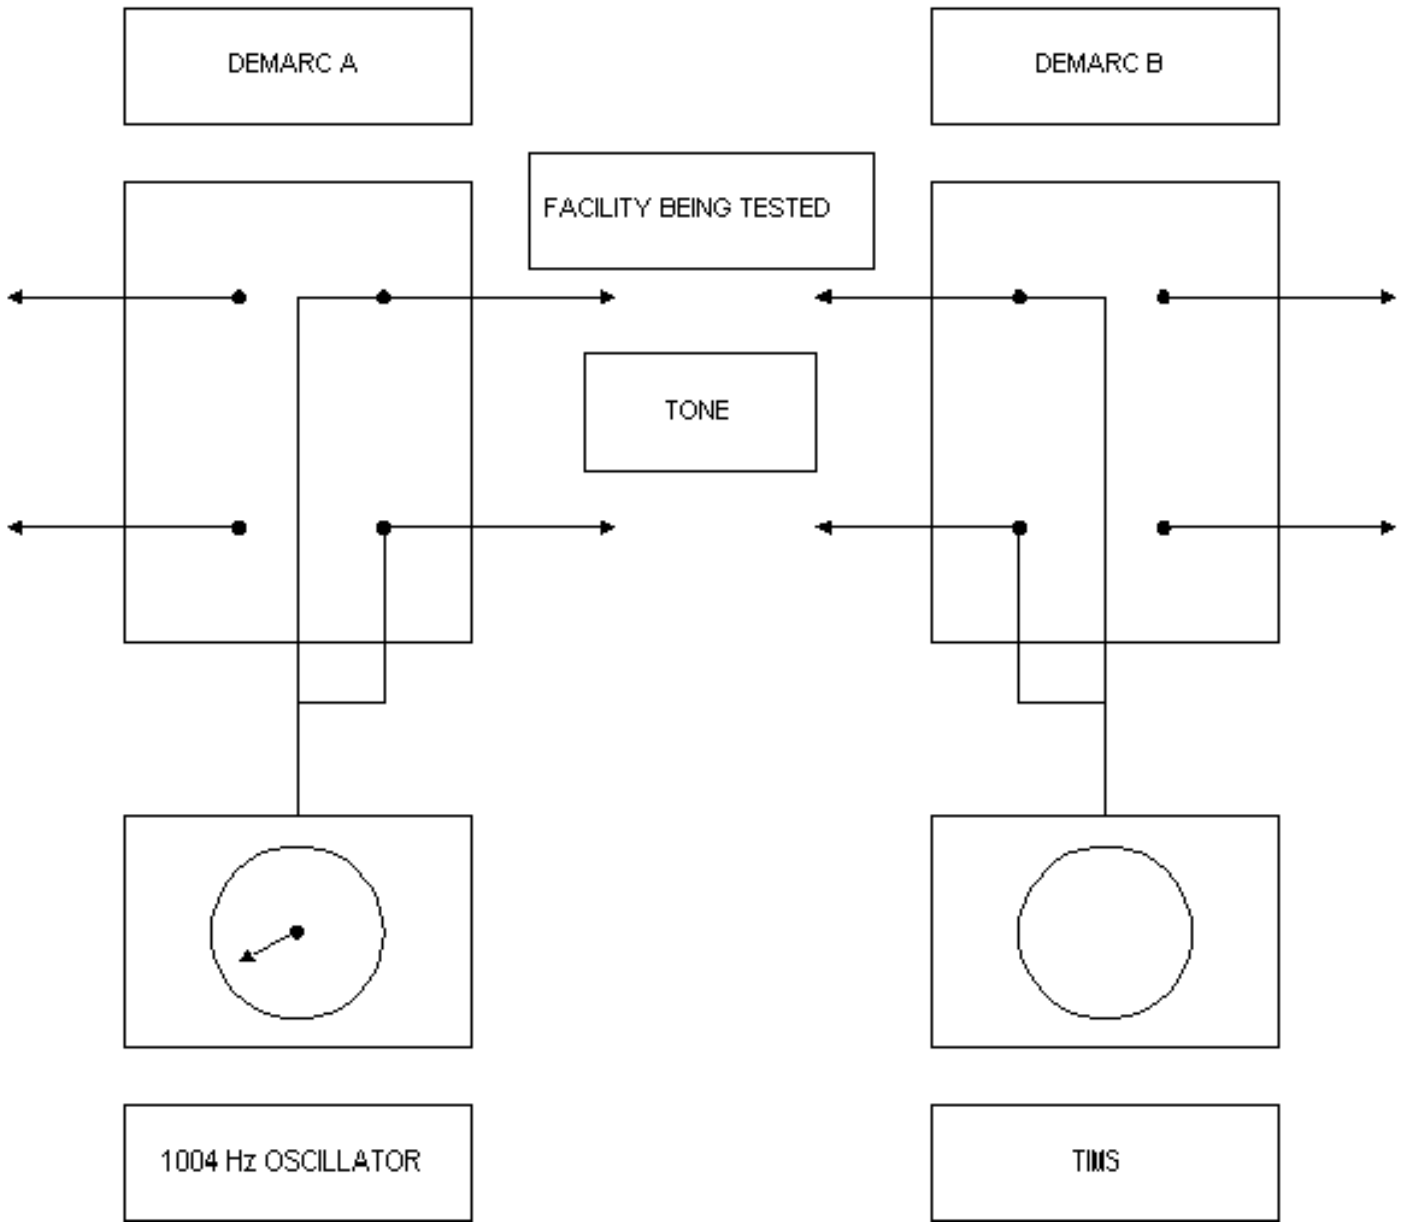 DEMARC A
DEMARC B
FACILITY BEING TESTED
TONE
1004 Hz OSCILLATOR
TIMS